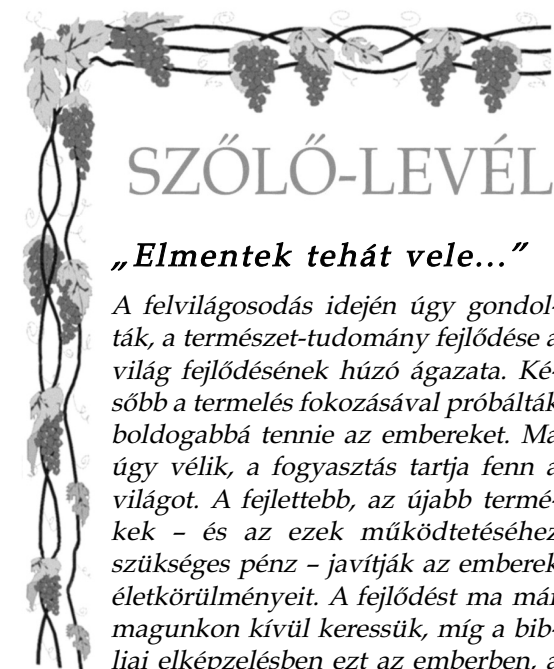 SZŐLŐ-LEVÉL
„Elmentek tehát vele...”
A felvilágosodás idején úgy gondol-
ták, a természet-tudomány fejlődése a
világ fejlődésének húzó ágazata. Ké-
sőbb a termelés fokozásával próbálták
boldogabbá tennie az embereket. Ma
úgy vélik, a fogyasztás tartja fenn a
világot. A fejlettebb, az újabb termé-
kek – és az ezek működtetéséhez
szükséges pénz – javítják az emberek
életkörülményeit. A fejlődést ma már
magunkon kívül keressük, míg a bib-
liai elképzelésben ezt az emberben, a